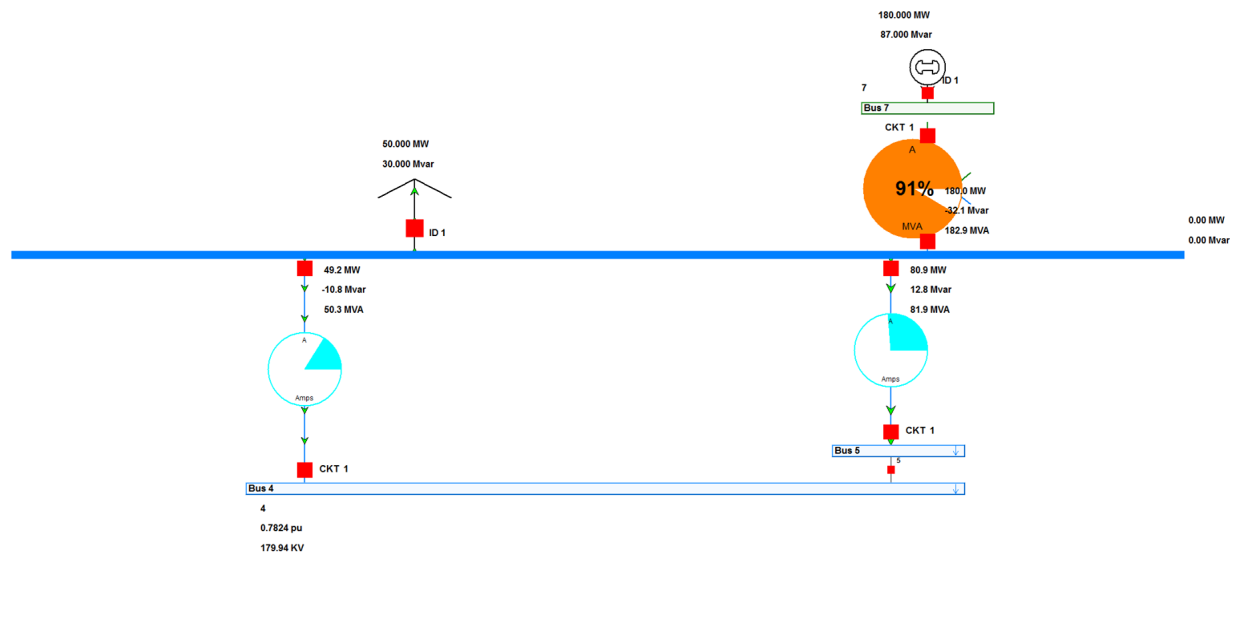 180.000 MW
87.000 Mvar
ID 1
7
Bus 7
CKT 1
A
91%
180.0 MW
-32.1 Mvar
MVA
182.9 MVA
50.000 MW
30.000 Mvar
ID 1
0.00 MW
0.00 Mvar
49.2 MW
-10.8 Mvar
50.3 MVA
A
Amps
CKT 1
80.9 MW
12.8 Mvar
81.9 MVA
A
Amps
CKT 1
Bus 5
5
Bus 4
4
0.7824 pu
179.94 KV